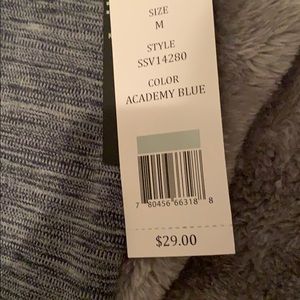 SIZE
M
STYLE
SSV14280
COLOR
ACADEMY BLUE
7 80456 66318 8
$29.00